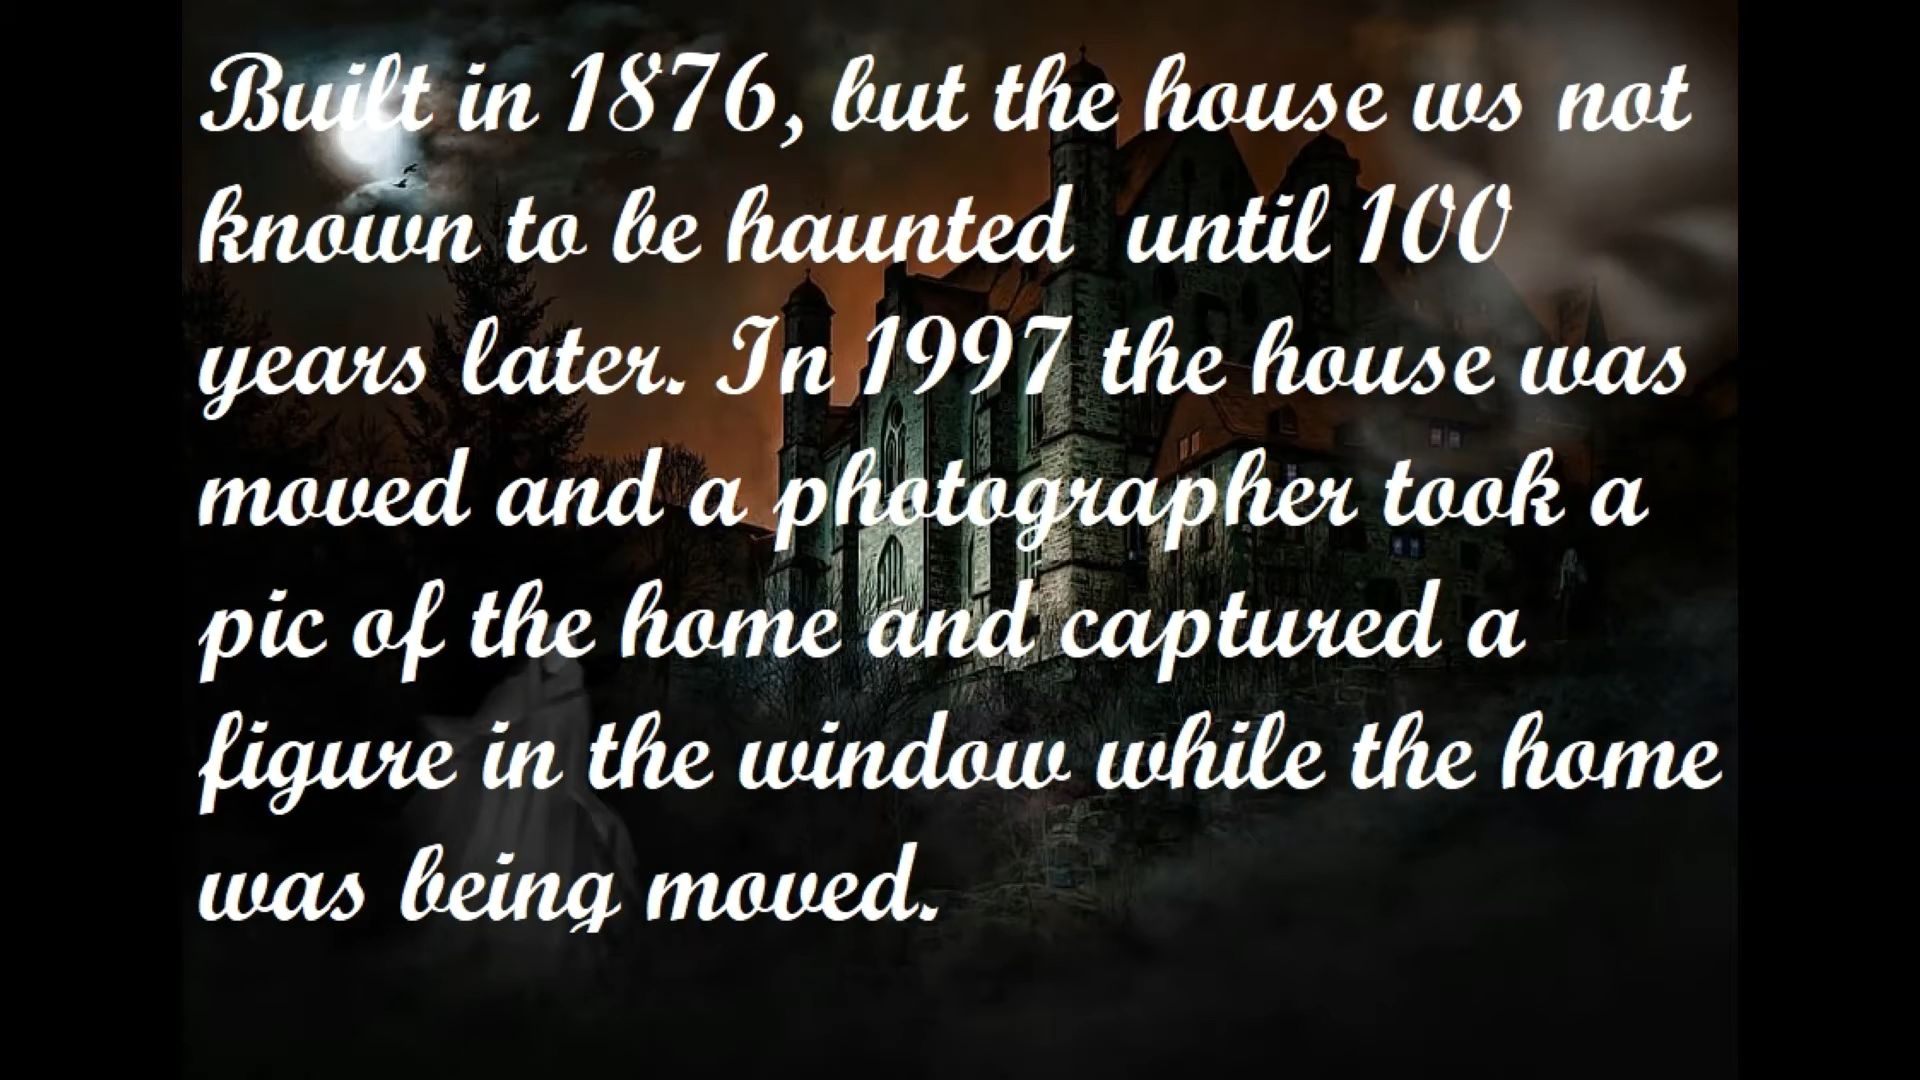 Built in 1876, but the house ws not
known to be haunted  until 100
years later. In 1997 the house was
moved and a photographer took a
pic of the home and captured a
figure in the window while the home
was being moved.